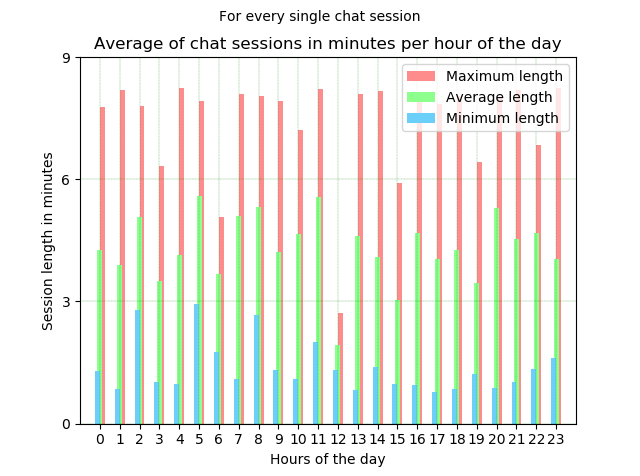 For every single chat session
Average of chat sessions in minutes per hour of the day
Maximum length
Average length
Minimum length
Session length in minutes
9
6
3
0
0 1 2 3 4 5 6 7 8 9 10 11 12 13 14 15 16 17 18 19 20 21 22 23
Hours of the day